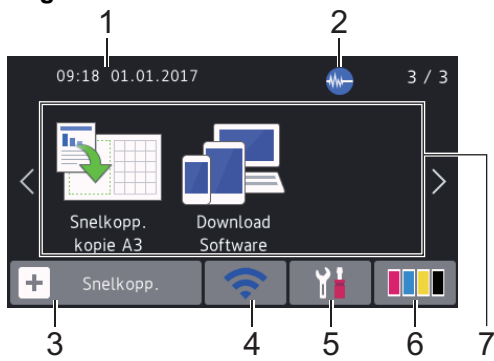 1
2
09:18 01.01.2017
3 / 3
Snelkopp.
kopie A3
Download
Software
Snelkopp.
3
4
5
6
7